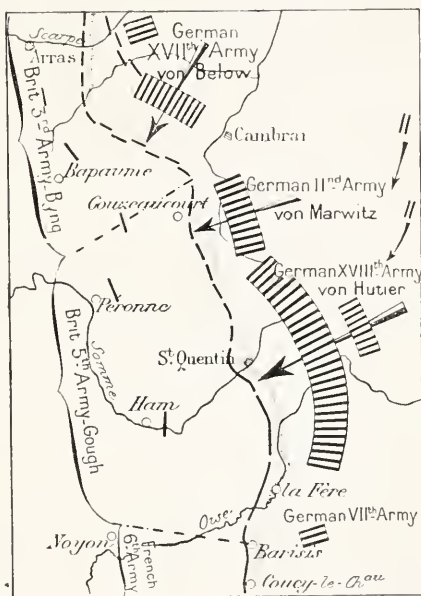 Scarpe
Arras
German
XVIIth Army
von Below
Brit 3rd Army-Byng
Cambrai
Bapaume
Gouzeaucourt
German IInd Army
von Marwitz
German XVIIIth Army
von Hutier
Péronne
Somme
St Quentin
Brit 5th Army-Gough
Ham
la Fère
Oise
German VIIth Army
Noyon
French
6th Army
Barisis
Coucy-le-Chau